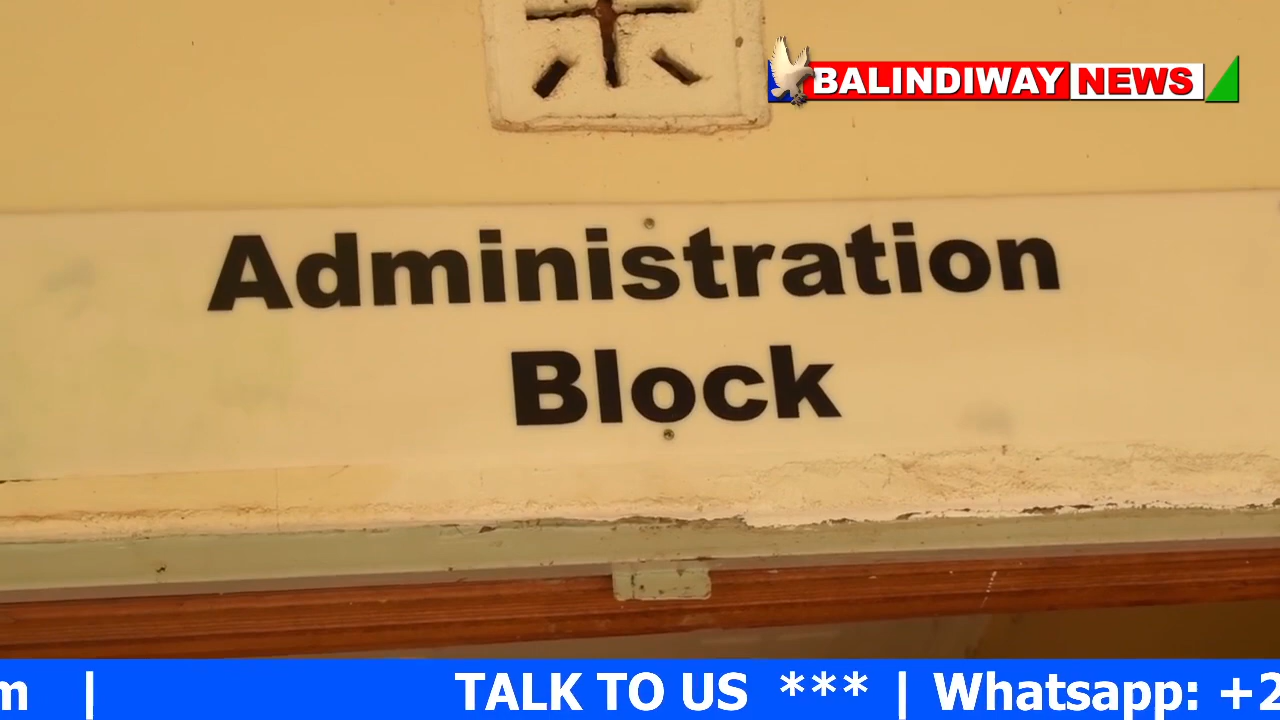 BALINDIWAY NEWS
Administration
Block
m | TALK TO US *** | Whatsapp: +2